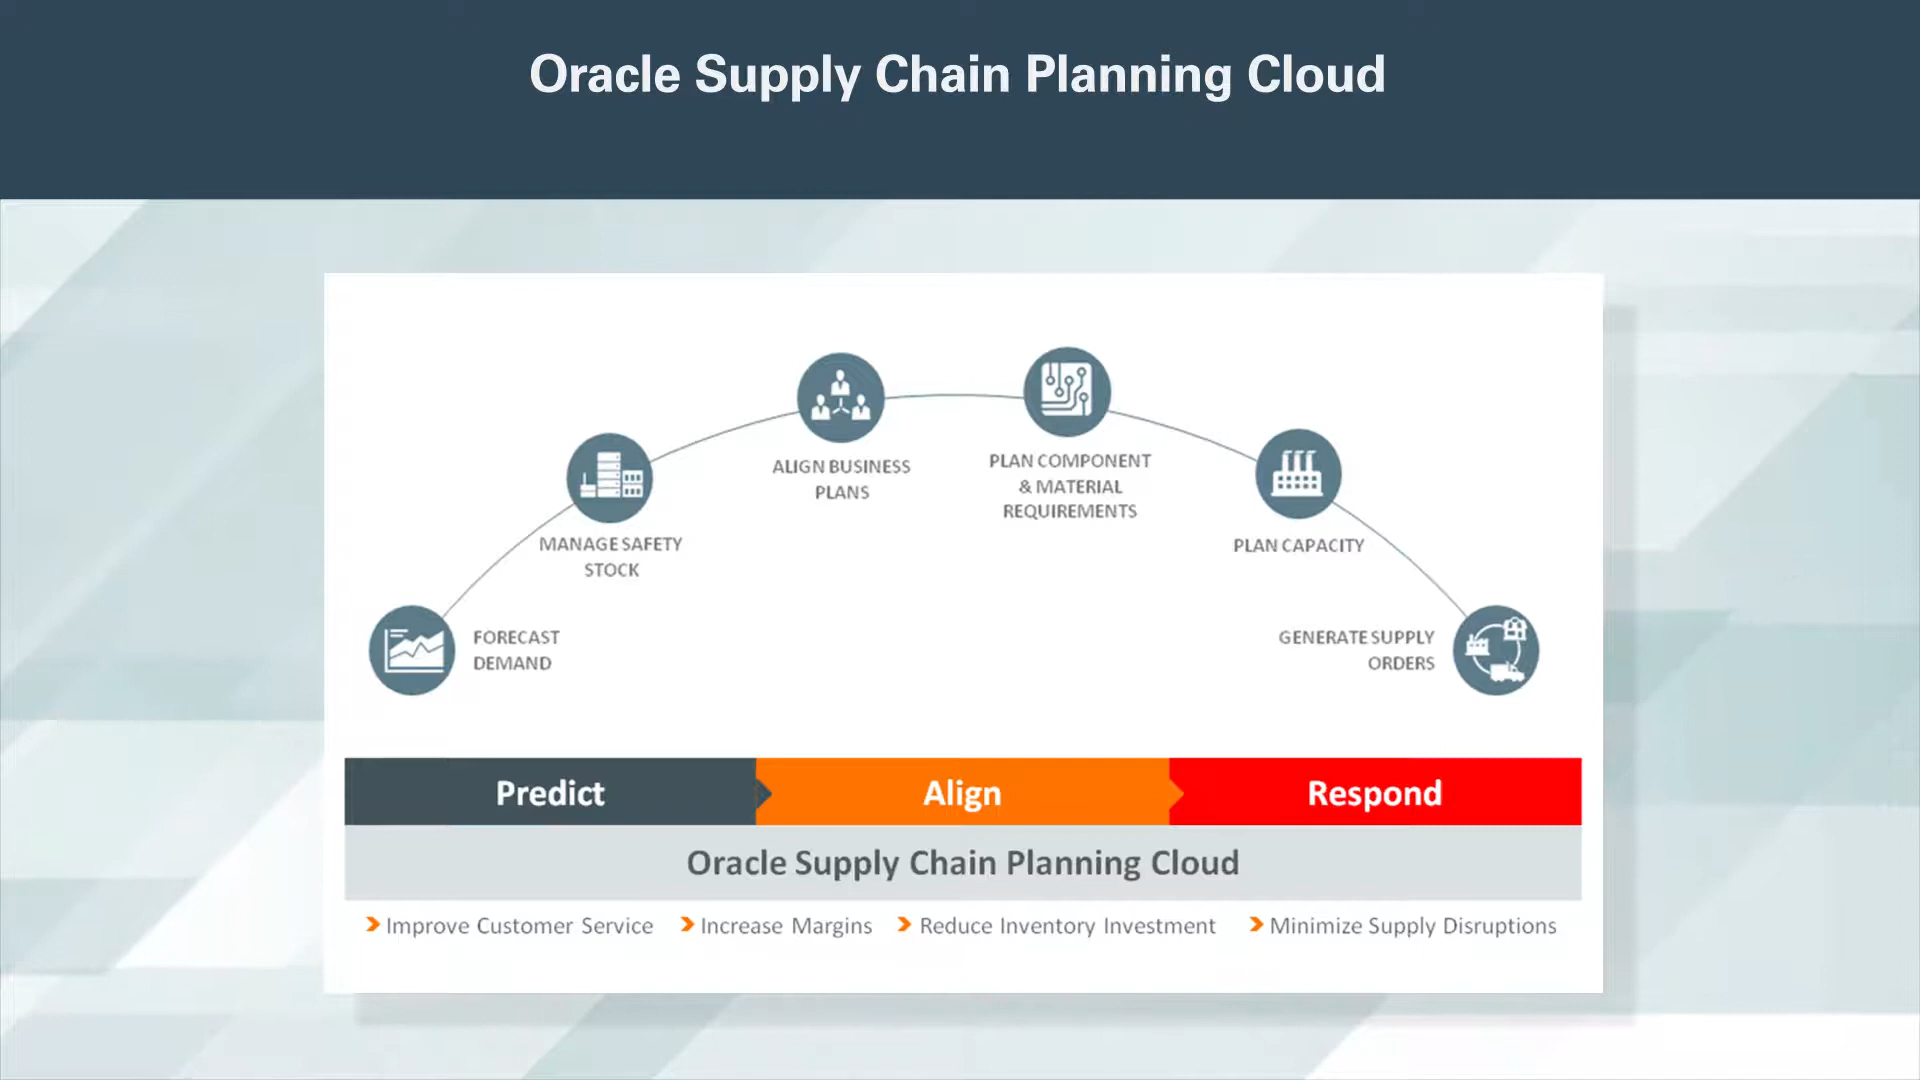 Oracle Supply Chain Planning Cloud
FORECAST
DEMAND
MANAGE SAFETY
STOCK
ALIGN BUSINESS
PLANS
PLAN COMPONENT
& MATERIAL
REQUIREMENTS
PLAN CAPACITY
GENERATE SUPPLY
ORDERS
Predict
Align
Respond
Oracle Supply Chain Planning Cloud
Improve Customer Service
Increase Margins
Reduce Inventory Investment
Minimize Supply Disruptions